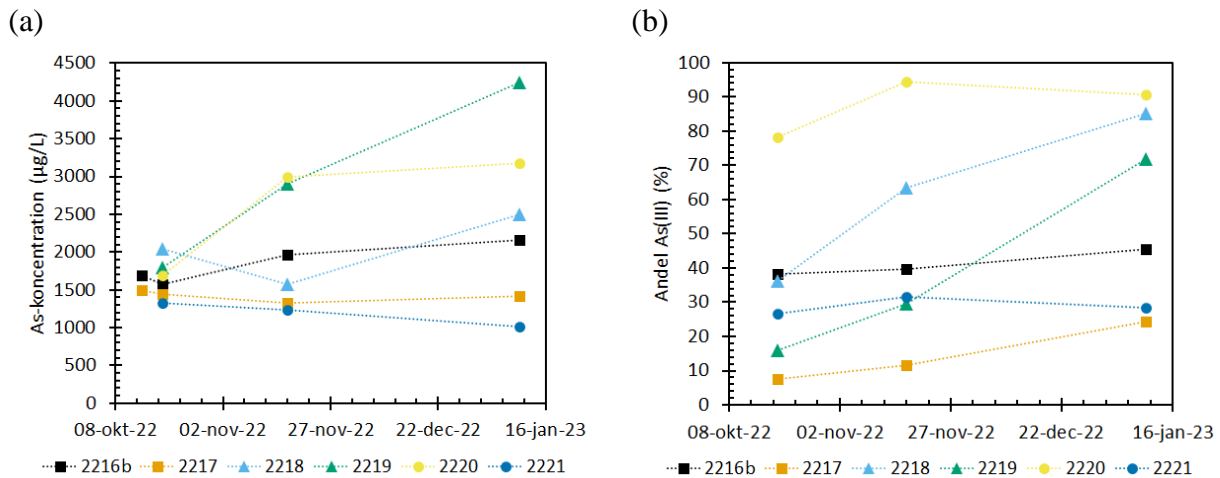 (a)
(b)
As-koncentration (µg/L)
4500
4000
3500
3000
2500
2000
1500
1000
500
0
08-okt-22 02-nov-22 27-nov-22 22-dec-22 16-jan-23
2216b 2217 2218 2219 2220 2221
Andel As(III) (%)
100
90
80
70
60
50
40
30
20
10
0
08-okt-22 02-nov-22 27-nov-22 22-dec-22 16-jan-23
2216b 2217 2218 2219 2220 2221